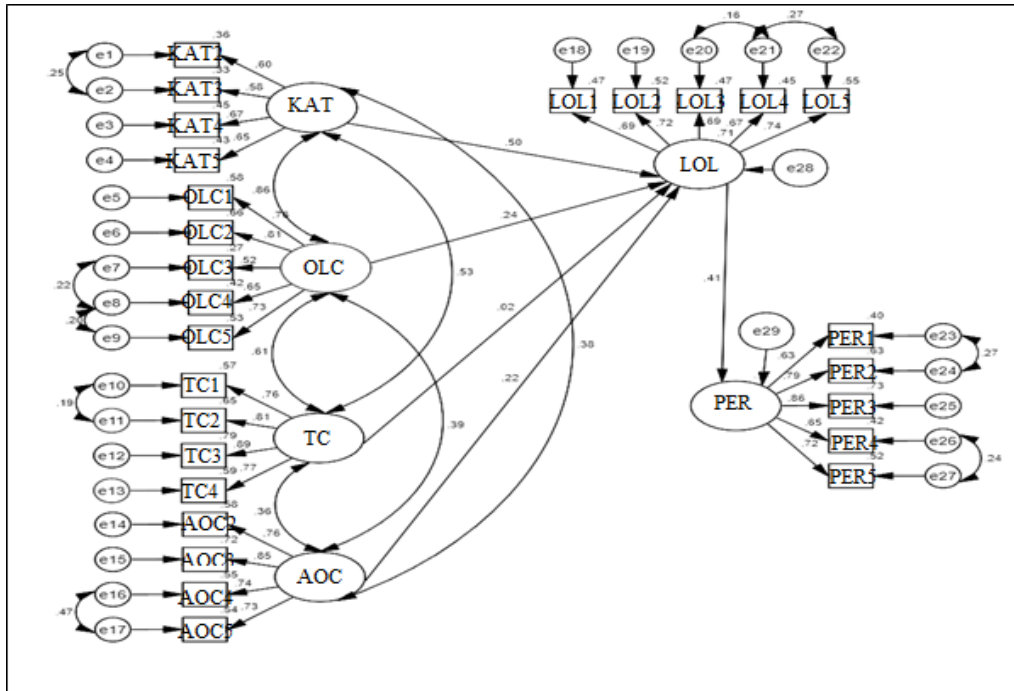 .36
e1 KAT2
.60
.25
.33
e2 KAT3
.58
.45
e3 KAT4
.67
.43
e4 KAT5
.65
KAT
.58
e5 OLC1
.86
e6 OLC2
.81
.27
e7 OLC3
.52
.22
.42
e8 OLC4
.65
.20
.53
e9 OLC5
.73
OLC
.61
.57
e10 TC1
.76
.19
.65
e11 TC2
.81
.79
e12 TC3
.89
.59
e13 TC4
.77
TC
.36
.58
e14 AOC2
.76
.72
e15 AOC3
.85
.55
e16 AOC4
.74
.47
.54
e17 AOC5
.73
AOC
.50
.24
.02
.22
.53
.38
.39
.16 .27
e18 e19 e20 e21 e22
.47 .52 .47 .45 .55
LOL1 LOL2 LOL3 LOL4 LOL5
.69 .72 .69 .67 .74
.71
LOL
e28
.41
e29
PER
.40
.63 PER1 e23
.27
.63
.79 PER2 e24
.73
.86 PER3 e25
.42
.65 PER4 e26
.24
.52
.72 PER5 e27